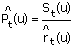 P̂ₜ(u) = Sₜ(u) / r̂ₜ(u)